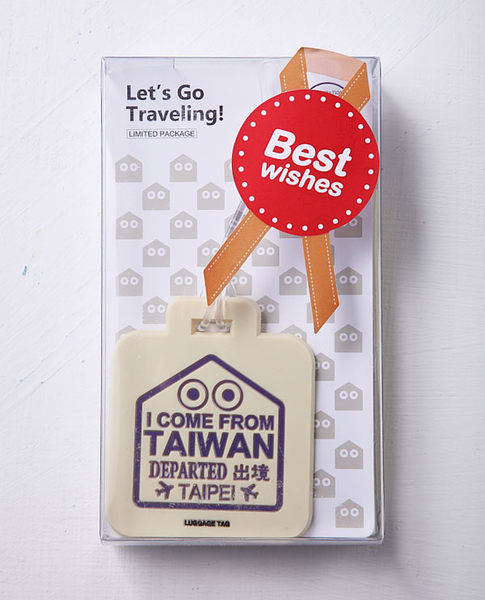 Let's Go
Traveling!
LIMITED PACKAGE
Best
wishes
I COME FROM
TAIWAN
DEPARTED 出境
TAIPEI
LUGGAGE TAG